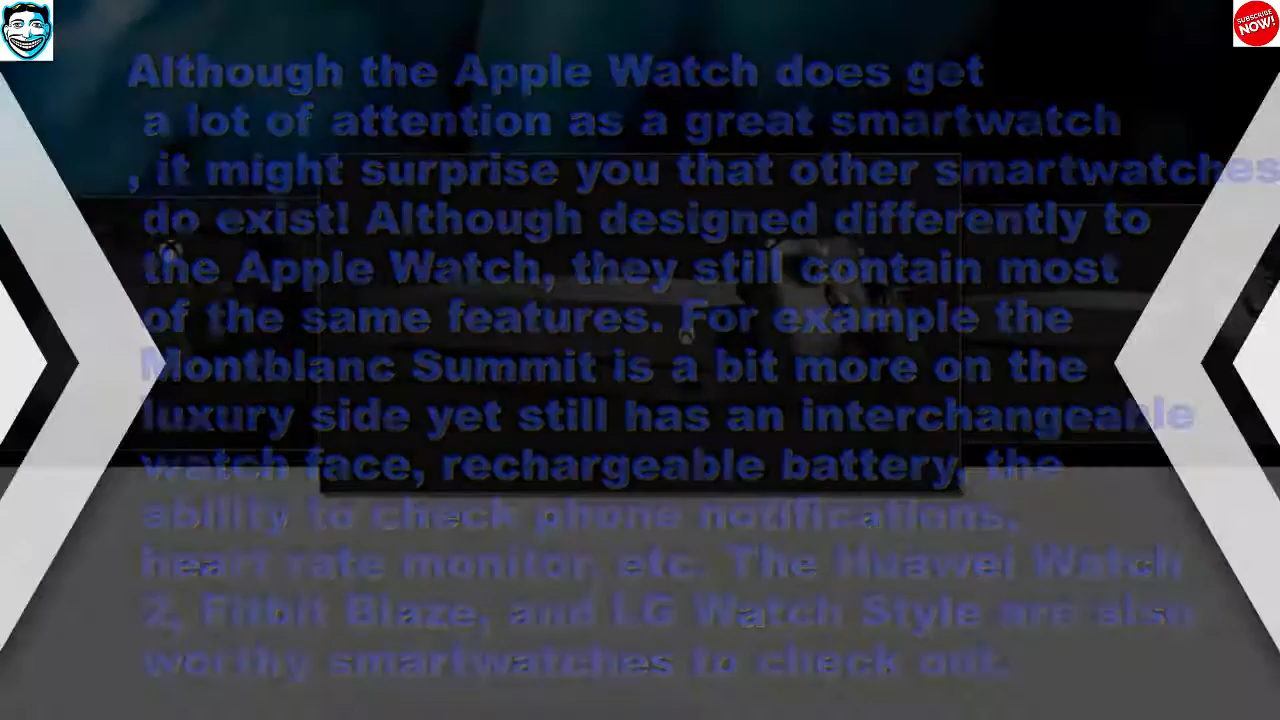 SUBSCRIBE
NOW!
Although the Apple Watch does get
a lot of attention as a great smartwatch
, it might surprise you that other smartwatches
do exist! Although designed differently to
the Apple Watch, they still contain most
of the same features. For example the
Montblanc Summit is a bit more on the
luxury side yet still has an interchangeable
watch face, rechargeable battery, the
ability to check phone notifications,
heart rate monitor, etc. The Huawei Watch
2, Fitbit Blaze, and LG Watch Style are also
worthy smartwatches to check out.